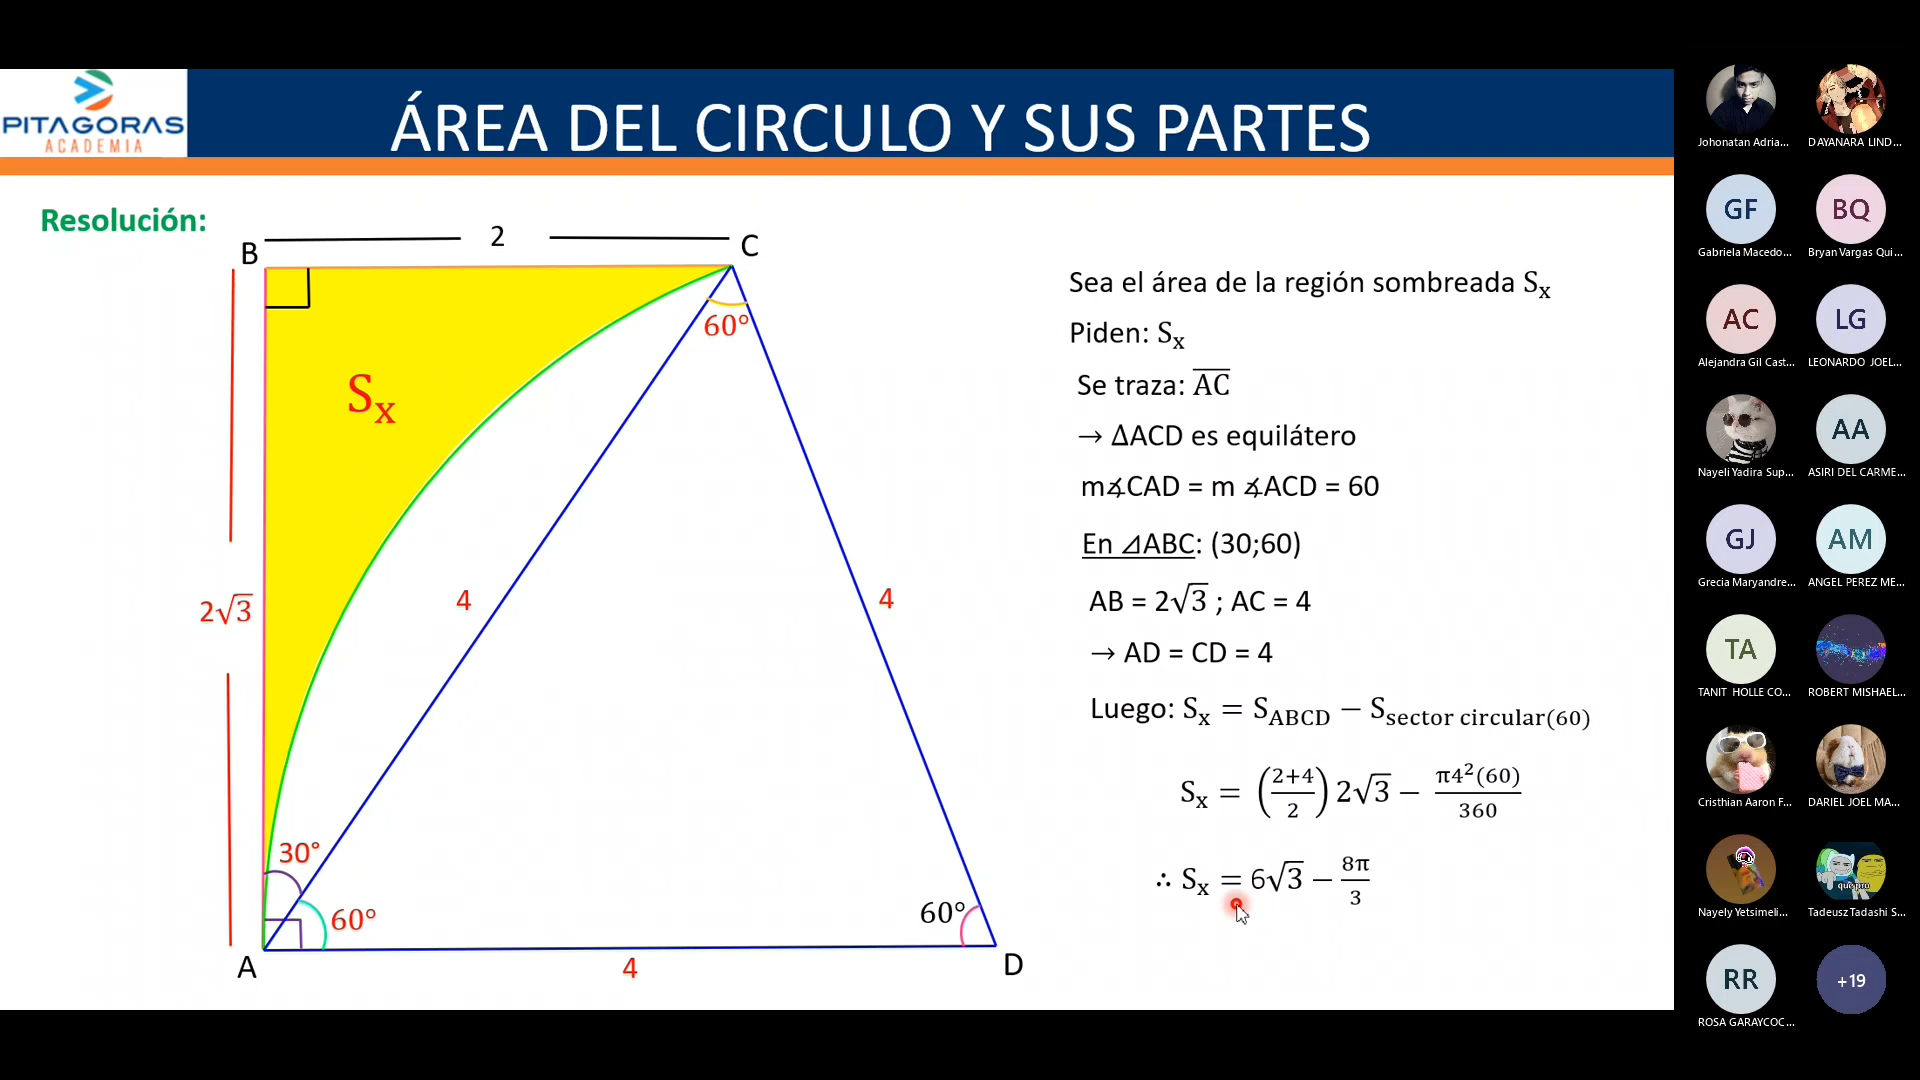 PITAGORAS
ACADEMIA
ÁREA DEL CIRCULO Y SUS PARTES
Resolución:
B
2
C
60°
Sx
2√3
4
4
30°
60°
60°
A
4
D
Sea el área de la región sombreada Sx
Piden: Sx
Se traza: A̅C̅
→ ΔACD es equilátero
m∡CAD = m ∡ACD = 60
En ⊿ABC: (30;60)
AB = 2√3 ; AC = 4
→ AD = CD = 4
Luego: Sx = SABCD − Ssector circular(60)
Sx = ((2+4)/2) 2√3 − π4²(60)/360
∴ Sx = 6√3 − 8π/3
Johonatan Adria...
DAYANARA LIND...
GF
Gabriela Macedo...
BQ
Bryan Vargas Qui...
AC
Alejandra Gil Cast...
LG
LEONARDO JOEL...
Nayeli Yadira Sup...
AA
ASIRI DEL CARME...
GJ
Grecia Maryandre...
AM
ANGEL PEREZ ME...
TA
TANIT HOLLE CO...
ROBERT MISHAEL...
Cristhian Aaron F...
DARIEL JOEL MA...
Nayely Yetsimeli...
que pro
Tadeusz Tadashi S...
RR
ROSA GARAYCOC...
+19